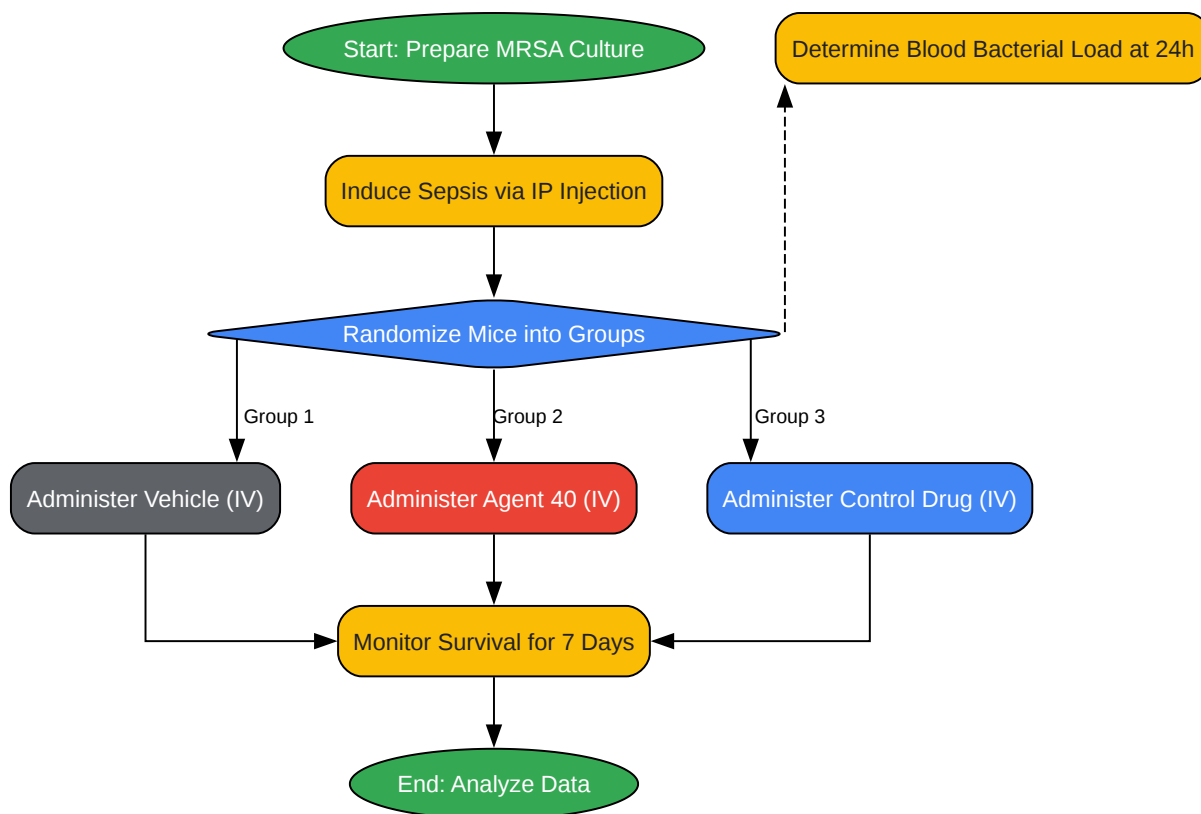 Start: Prepare MRSA Culture
Determine Blood Bacterial Load at 24h
Induce Sepsis via IP Injection
Randomize Mice into Groups
Group 1
Group 2
Group 3
Administer Vehicle (IV)
Administer Agent 40 (IV)
Administer Control Drug (IV)
Monitor Survival for 7 Days
End: Analyze Data